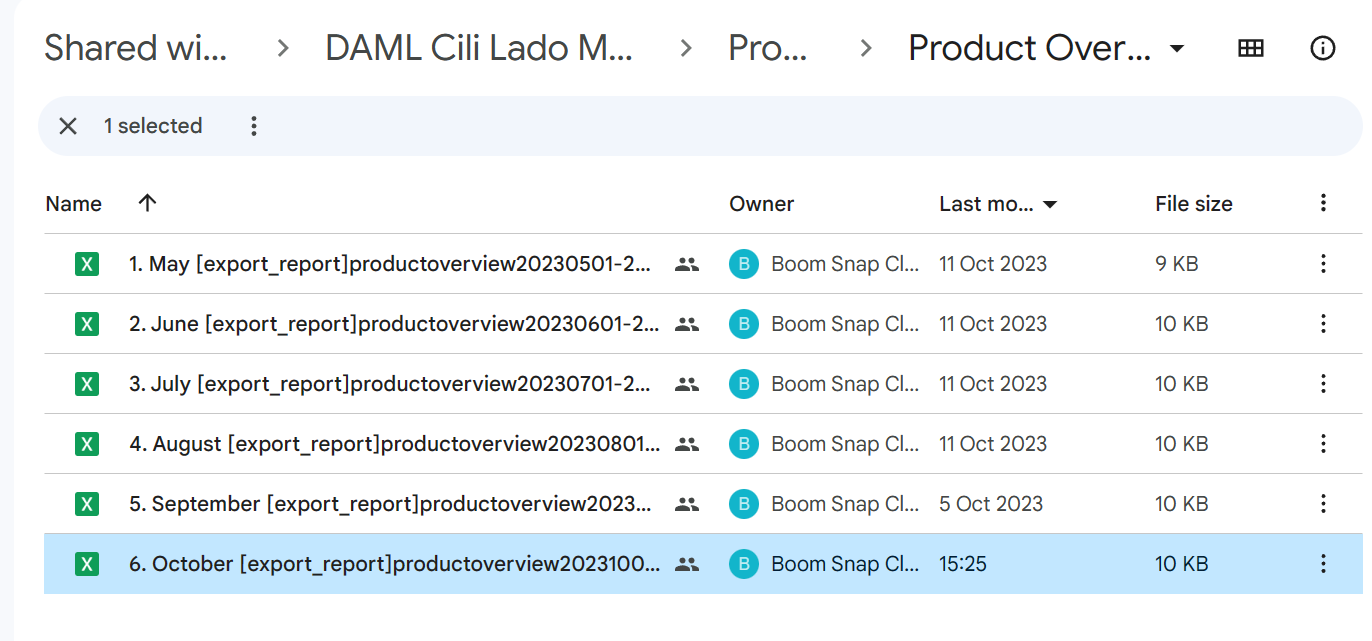 Shared wi... > DAML Cili Lado M... > Pro... > Product Over...
1 selected
Name Owner Last mo... File size
X 1. May [export_report]productoverview20230501-2... B Boom Snap Cl... 11 Oct 2023 9 KB
X 2. June [export_report]productoverview20230601-2... B Boom Snap Cl... 11 Oct 2023 10 KB
X 3. July [export_report]productoverview20230701-2... B Boom Snap Cl... 11 Oct 2023 10 KB
X 4. August [export_report]productoverview20230801... B Boom Snap Cl... 11 Oct 2023 10 KB
X 5. September [export_report]productoverview2023... B Boom Snap Cl... 5 Oct 2023 10 KB
X 6. October [export_report]productoverview2023100... B Boom Snap Cl... 15:25 10 KB